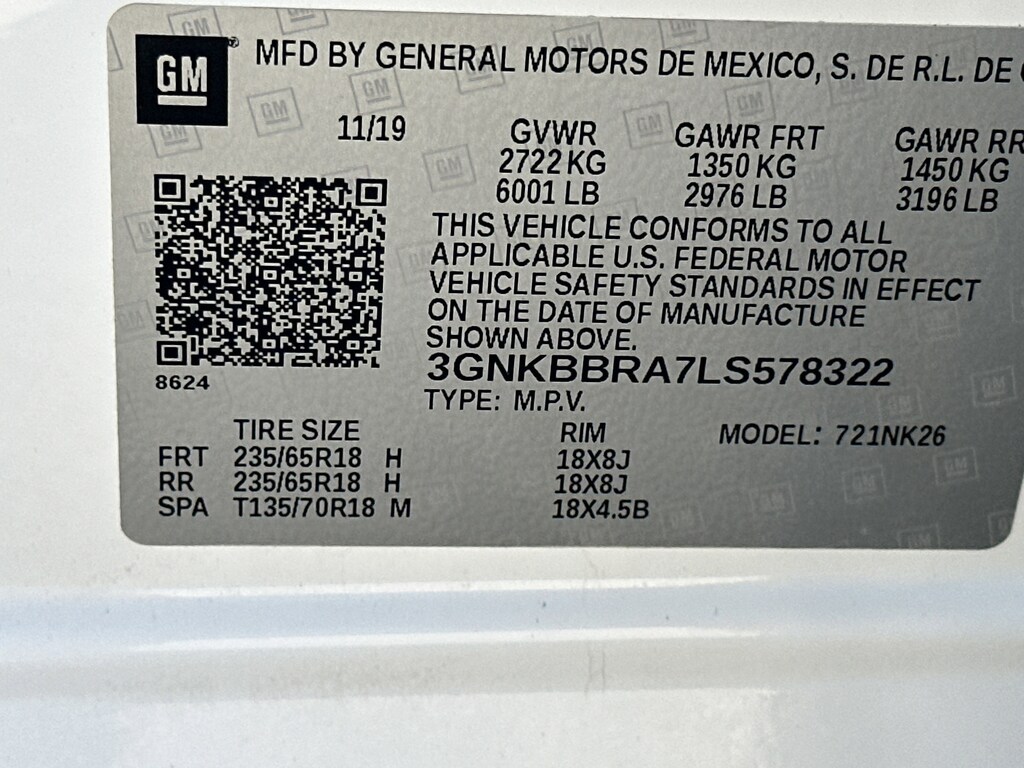 GM MFD BY GENERAL MOTORS DE MEXICO, S. DE R.L. DE
11/19 GVWR GAWR FRT GAWR RR
2722 KG 1350 KG 1450 KG
6001 LB 2976 LB 3196 LB
THIS VEHICLE CONFORMS TO ALL
APPLICABLE U.S. FEDERAL MOTOR
VEHICLE SAFETY STANDARDS IN EFFECT
ON THE DATE OF MANUFACTURE
SHOWN ABOVE.
8624
3GNKBBRA7LS578322
TYPE: M.P.V.
TIRE SIZE RIM MODEL: 721NK26
FRT 235/65R18 H 18X8J
RR 235/65R18 H 18X8J
SPA T135/70R18 M 18X4.5B